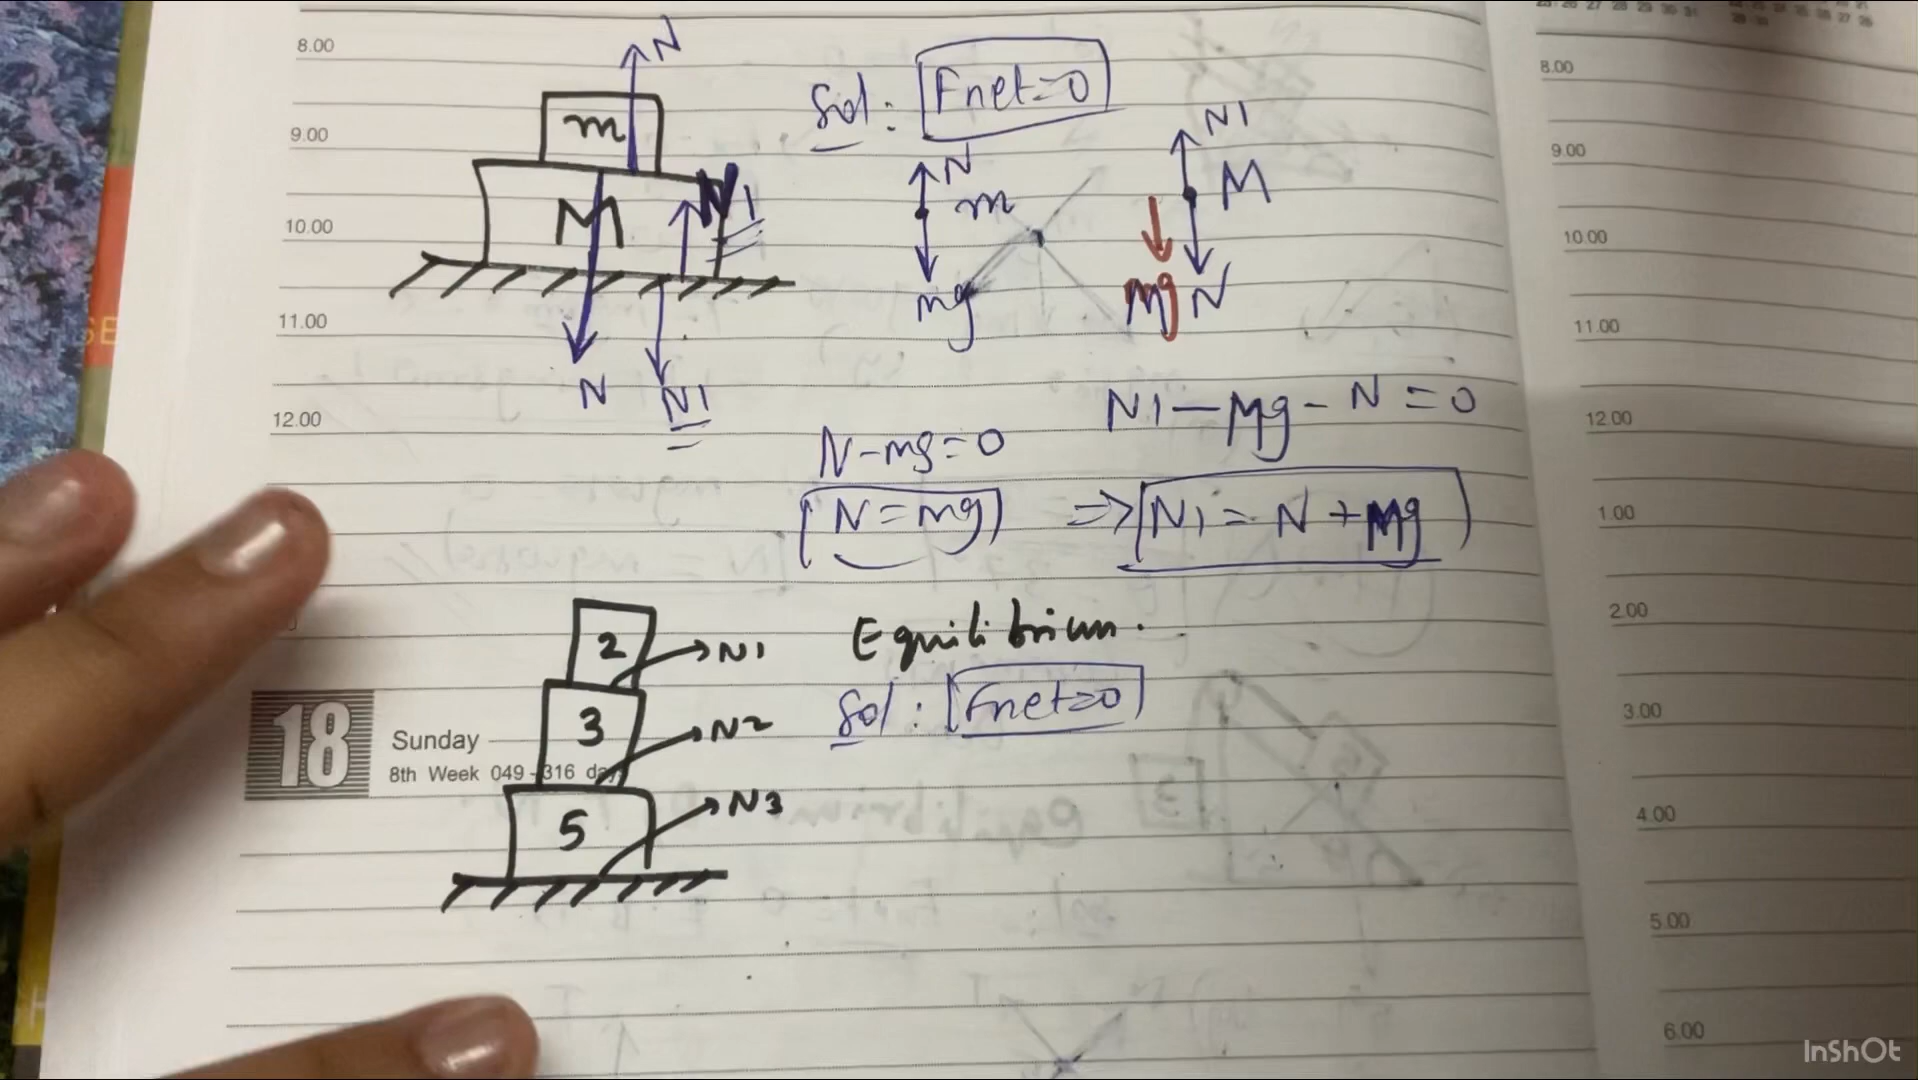 8.00
N
m
Sol: Fnet=0
9.00
M
N1
N
m
mg
N1
M
mg N
10.00
11.00
N
N1
12.00
N-mg=0
N=mg
N1-Mg-N=0
=> N1=N+Mg
2
N1
3
N2
5
N3
Equilibrium.
Sol: Fnet=0
18
Sunday
8th Week 049-316
8.00
9.00
10.00
11.00
12.00
1.00
2.00
3.00
4.00
5.00
6.00
InShOt